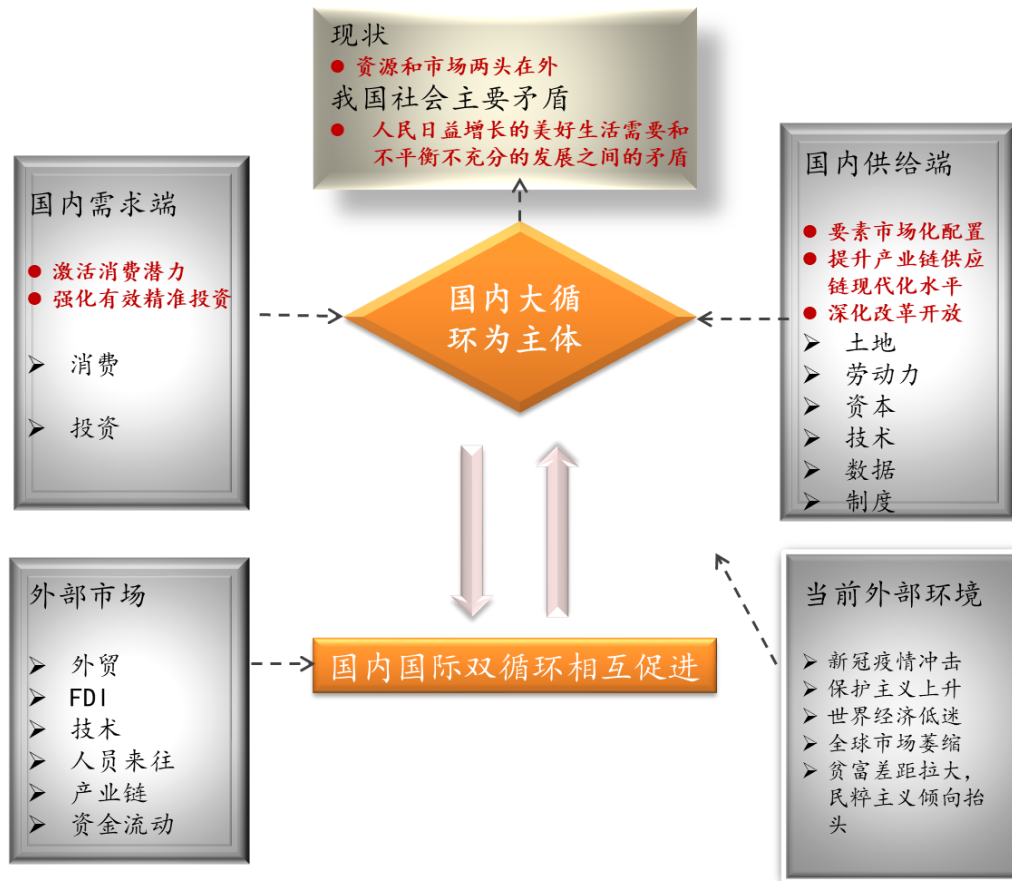 现状
资源和市场两头在外
我国社会主要矛盾
人民日益增长的美好生活需要和
不平衡不充分的发展之间的矛盾
国内需求端
激活消费潜力
强化有效精准投资
消费
投资
国内大循
环为主体
国内供给端
要素市场化配置
提升产业链供应
链现代化水平
深化改革开放
土地
劳动力
资本
技术
数据
制度
外部市场
外贸
FDI
技术
人员来往
产业链
资金流动
国内国际双循环相互促进
当前外部环境
新冠疫情冲击
保护主义上升
世界经济低迷
全球市场萎缩
贫富差距拉大，
民粹主义倾向抬
头